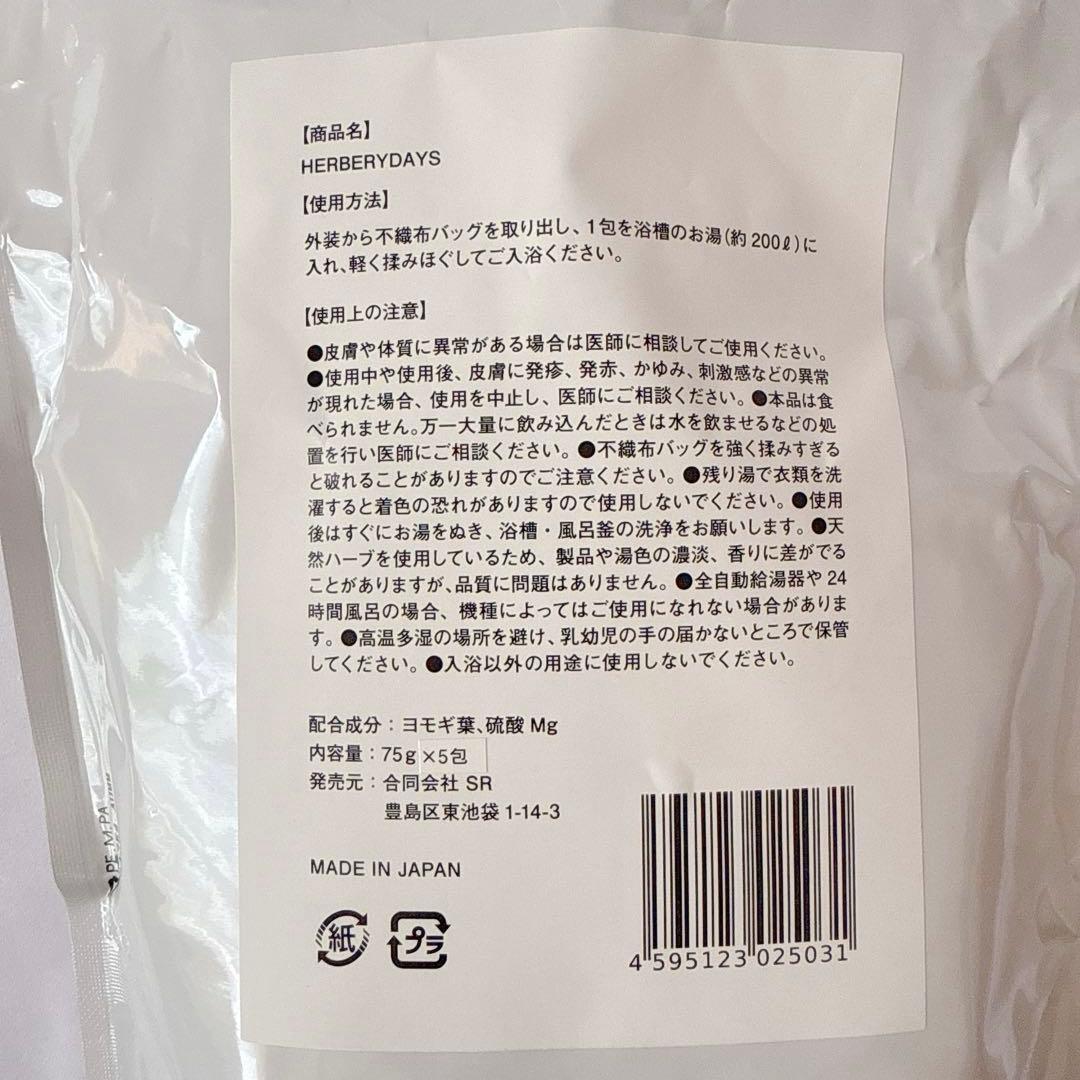 【商品名】
HERBERYDAYS
【使用方法】
外装から不織布バッグを取り出し、1包を浴槽のお湯(約200ℓ)に
入れ、軽く揉みほぐしてご入浴ください。
【使用上の注意】
●皮膚や体質に異常がある場合は医師に相談してご使用ください。
●使用中や使用後、皮膚に発疹、発赤、かゆみ、刺激感などの異常
が現れた場合、使用を中止し、医師にご相談ください。●本品は食
べられません。万一大量に飲み込んだときは水を飲ませるなどの処
置を行い医師にご相談ください。●不織布バッグを強く揉みすぎる
と破れることがありますのでご注意ください。●残り湯で衣類を洗
濯すると着色の恐れがありますので使用しないでください。●使用
後はすぐにお湯をぬき、浴槽・風呂釜の洗浄をお願いします。●天
然ハーブを使用しているため、製品や湯色の濃淡、香りに差がでる
ことがありますが、品質に問題はありません。●全自動給湯器や24
時間風呂の場合、機種によってはご使用になれない場合がありま
す。●高温多湿の場所を避け、乳幼児の手の届かないところで保管
してください。●入浴以外の用途に使用しないでください。
配合成分：ヨモギ葉、硫酸Mg
内容量：75g×5包
発売元：合同会社SR
豊島区東池袋1-14-3
MADE IN JAPAN
紙
プラ
4 595123 025031
PE、M、PA